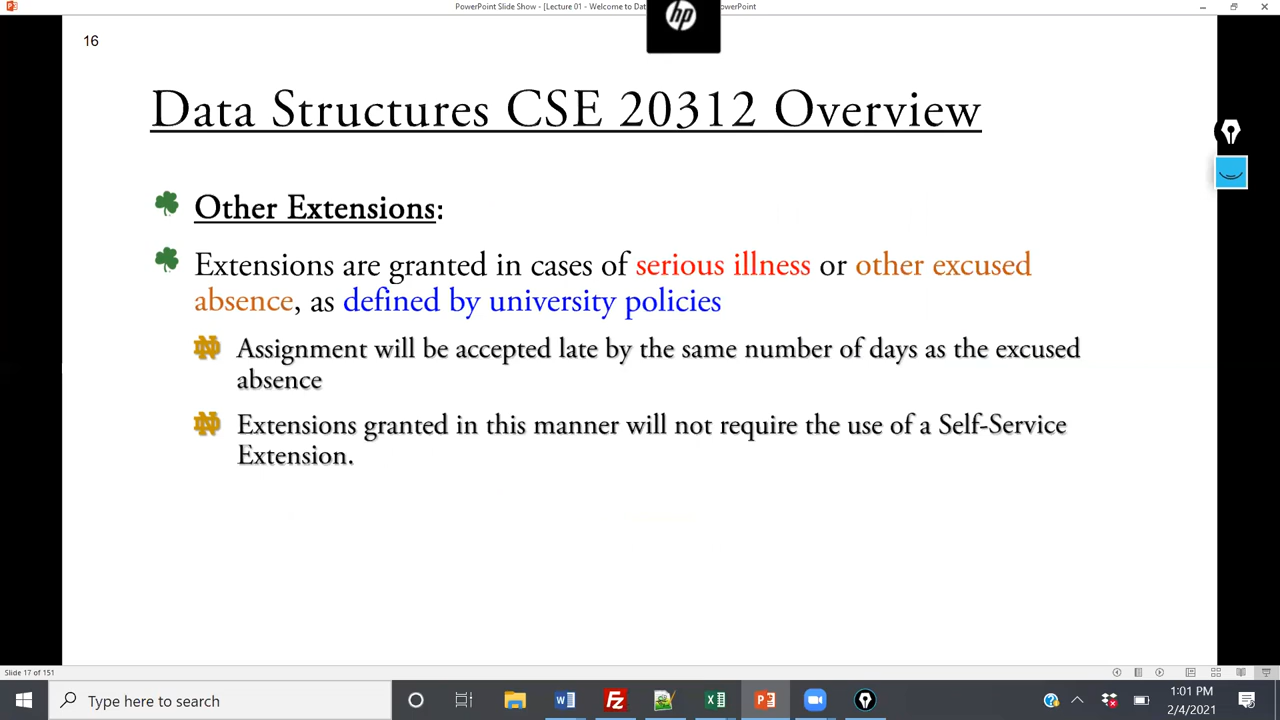 PowerPoint Slide Show - [Lecture 01 - Welcome to Dat
owerPoint
hp
16
Data Structures CSE 20312 Overview
Other Extensions:
Extensions are granted in cases of serious illness or other excused
absence, as defined by university policies
Assignment will be accepted late by the same number of days as the excused
absence
Extensions granted in this manner will not require the use of a Self-Service
Extension.
Slide 17 of 151
Type here to search
1:01 PM
2/4/2021